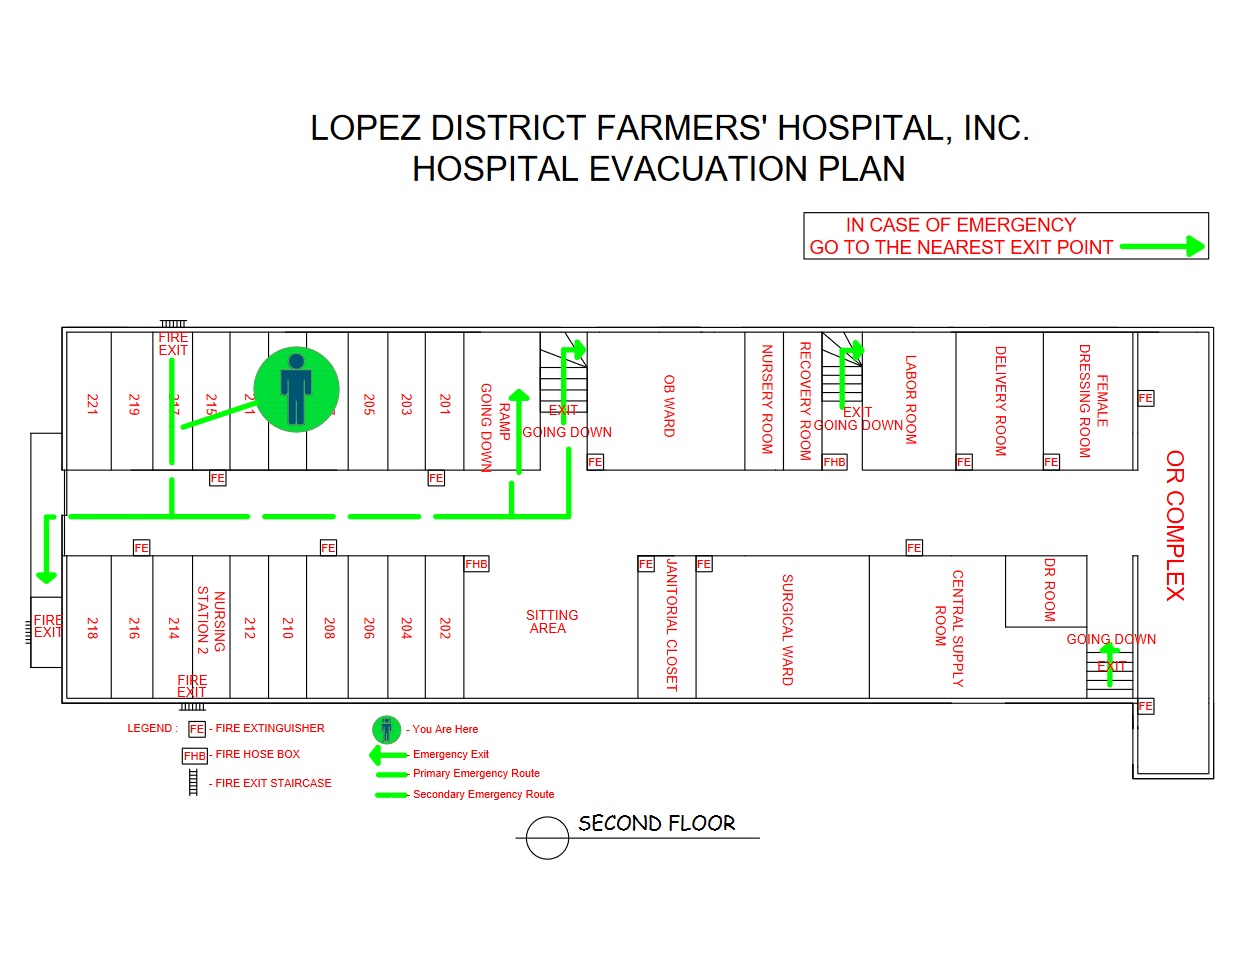 LOPEZ DISTRICT FARMERS' HOSPITAL, INC.
HOSPITAL EVACUATION PLAN
IN CASE OF EMERGENCY
GO TO THE NEAREST EXIT POINT
FIRE
EXIT
221
219
217
215
205
203
201
RAMP
GOING DOWN
EXIT
GOING DOWN
OB WARD
NURSERY ROOM
RECOVERY ROOM
EXIT
GOING DOWN
LABOR ROOM
DELIVERY ROOM
FEMALE
DRESSING ROOM
FE
FE
FE
FE
FHB
FE
FE
OR COMPLEX
FE
FE
FHB
FE
FE
FE
FIRE
EXIT
218
216
214
NURSING
STATION 2
212
210
208
206
204
202
SITTING
AREA
JANITORIAL CLOSET
SURGICAL WARD
CENTRAL SUPPLY
ROOM
DR ROOM
GOING DOWN
EXIT
FIRE
EXIT
FE
LEGEND :
FE - FIRE EXTINGUISHER
FHB - FIRE HOSE BOX
- FIRE EXIT STAIRCASE
- You Are Here
- Emergency Exit
- Primary Emergency Route
- Secondary Emergency Route
SECOND FLOOR